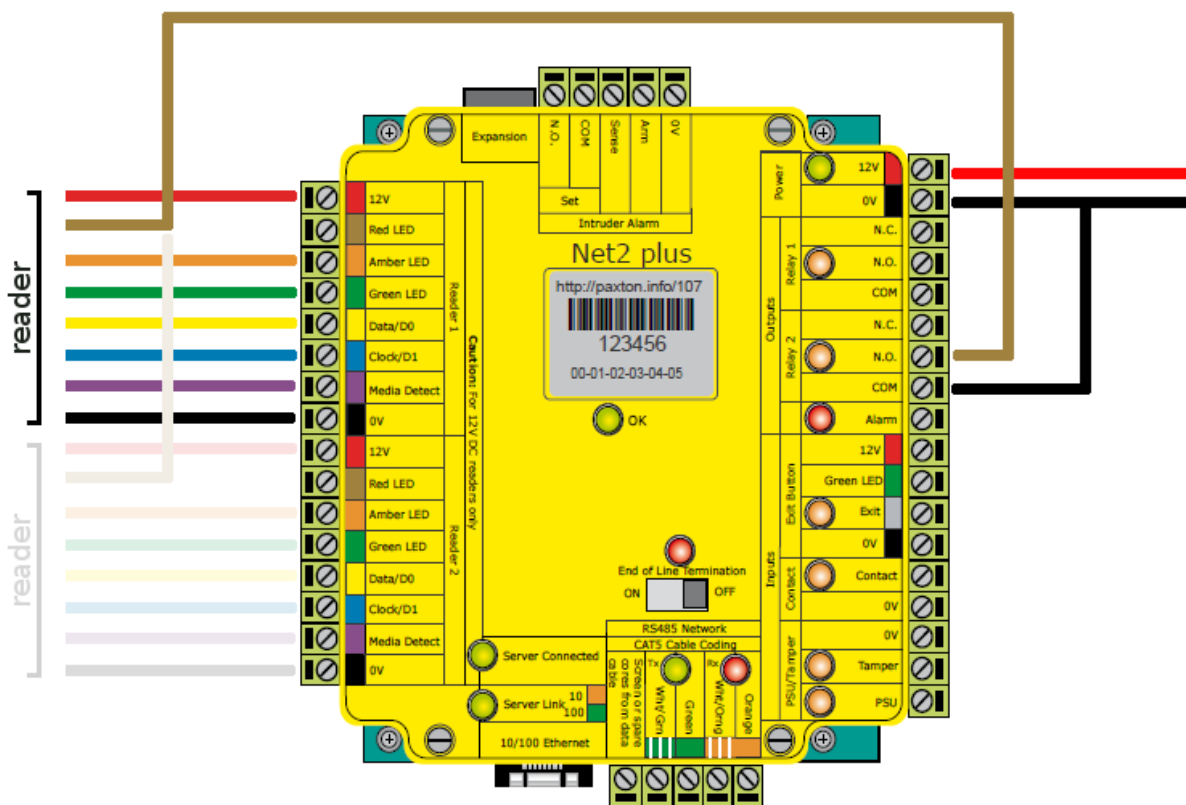 Expansion
N.O.
COM
Sense
Arm
0V
Set
Intruder Alarm
Net2 plus
http://paxton.info/107
123456
00-01-02-03-04-05
OK
reader
12V
Red LED
Amber LED
Green LED
Data/D0
Clock/D1
Media Detect
0V
Reader 1
reader
12V
Red LED
Amber LED
Green LED
Data/D0
Clock/D1
Media Detect
0V
Reader 2
Caution: For 12V DC readers only
Power
12V
0V
Outputs
Relay 1
N.C.
N.O.
COM
Relay 2
N.C.
N.O.
COM
Alarm
Inputs
Exit Button
12V
Green LED
Exit
0V
Contact
Contact
0V
PSU/Tamper
0V
Tamper
PSU
End of Line Termination
ON
OFF
RS485 Network
CAT5 Cable Coding
Screen or spare
cores from data
cable
Tx
Wht/Grn
Green
Rx
Wht/Orng
Orange
Server Connected
Server Link
10
100
10/100 Ethernet